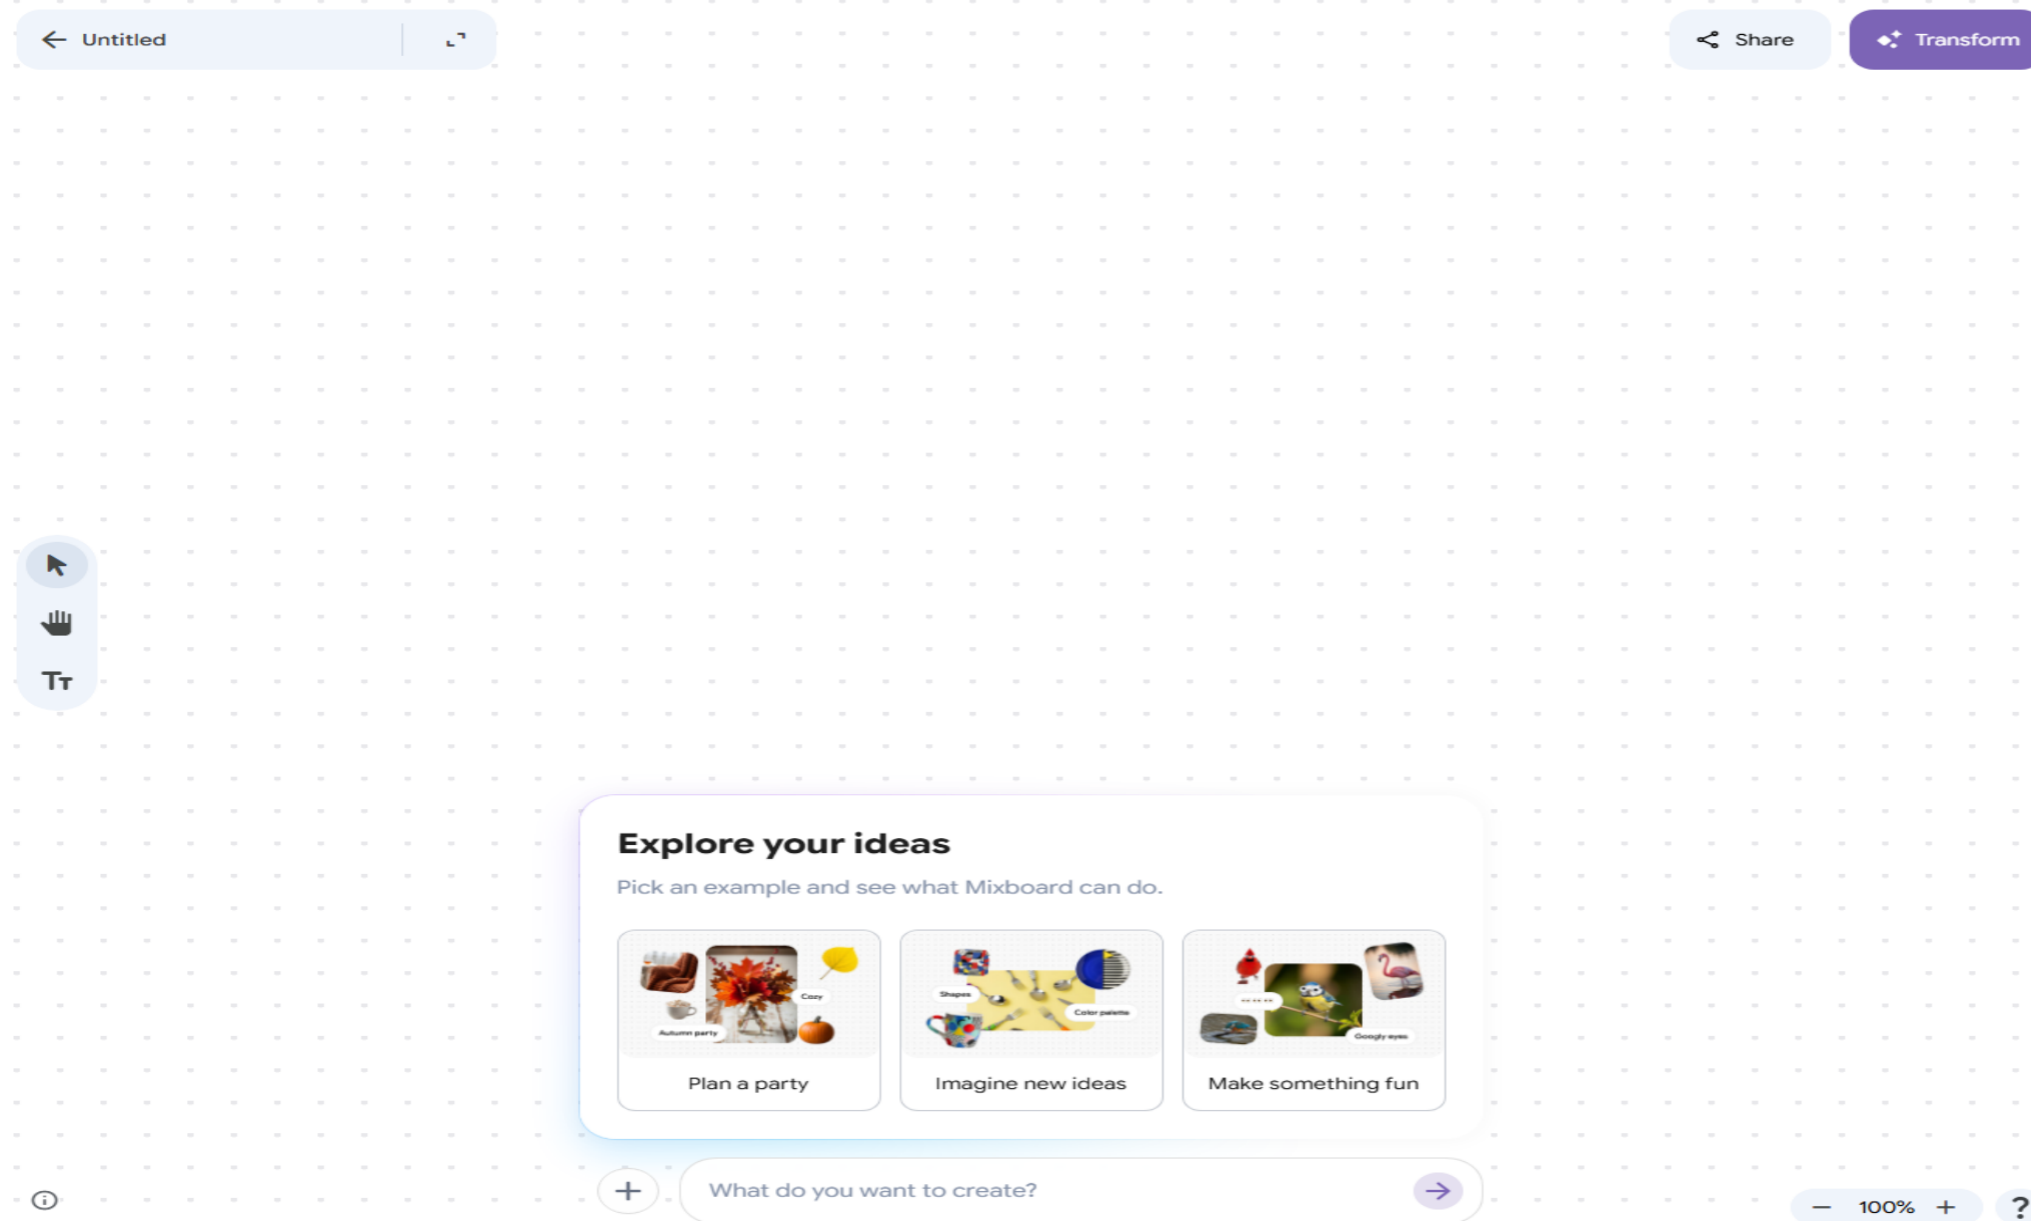 Untitled
Share
Transform
Tт
Explore your ideas
Pick an example and see what Mixboard can do.
Cozy
Autumn party
Shapes
Color palette
Googly eyes
Plan a party
Imagine new ideas
Make something fun
What do you want to create?
100%
?